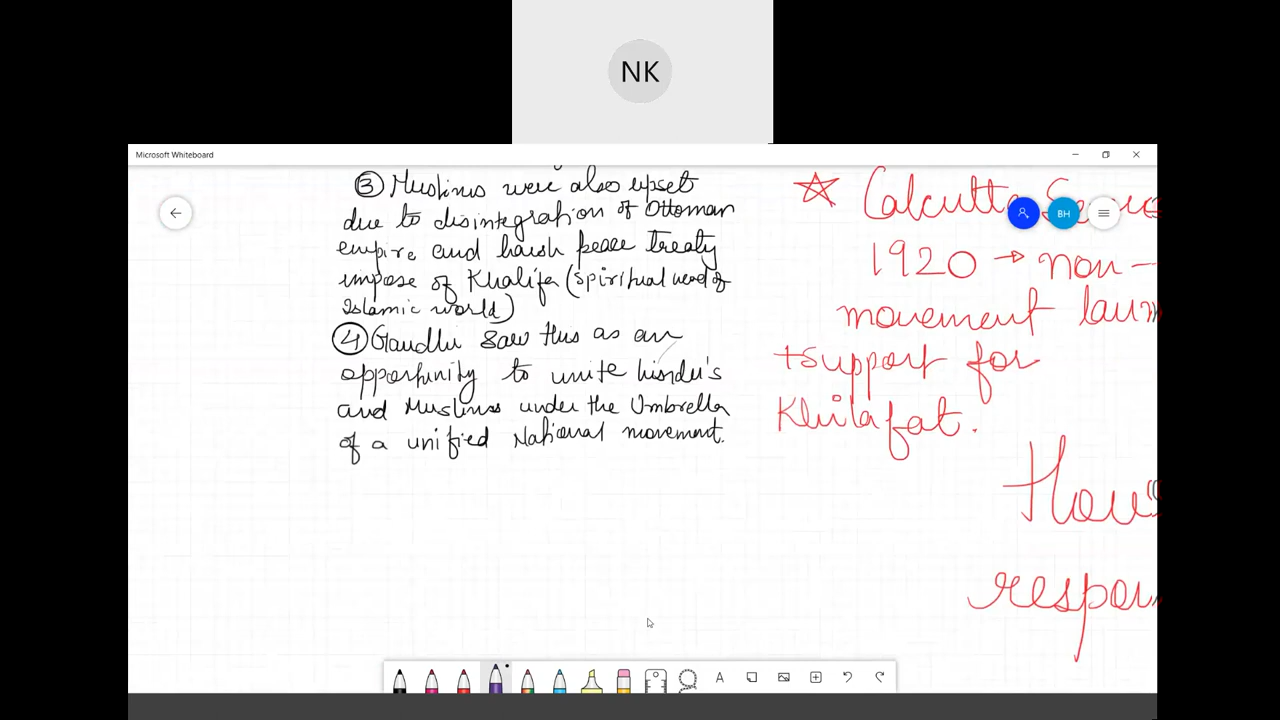 NK
Microsoft Whiteboard
BH
③ Muslims were also upset
due to disintegration of Ottoman
empire and harsh peace treaty
impose of Khalifa (spiritual head of
Islamic world)
④ Gandhi saw this as an
opportunity to unite hindu's
and Muslims under the Umbrella
of a unified National movement.
☆ Calcutta
1920 → non-
movement laun
+support for
Khilafat.
How
respon
A